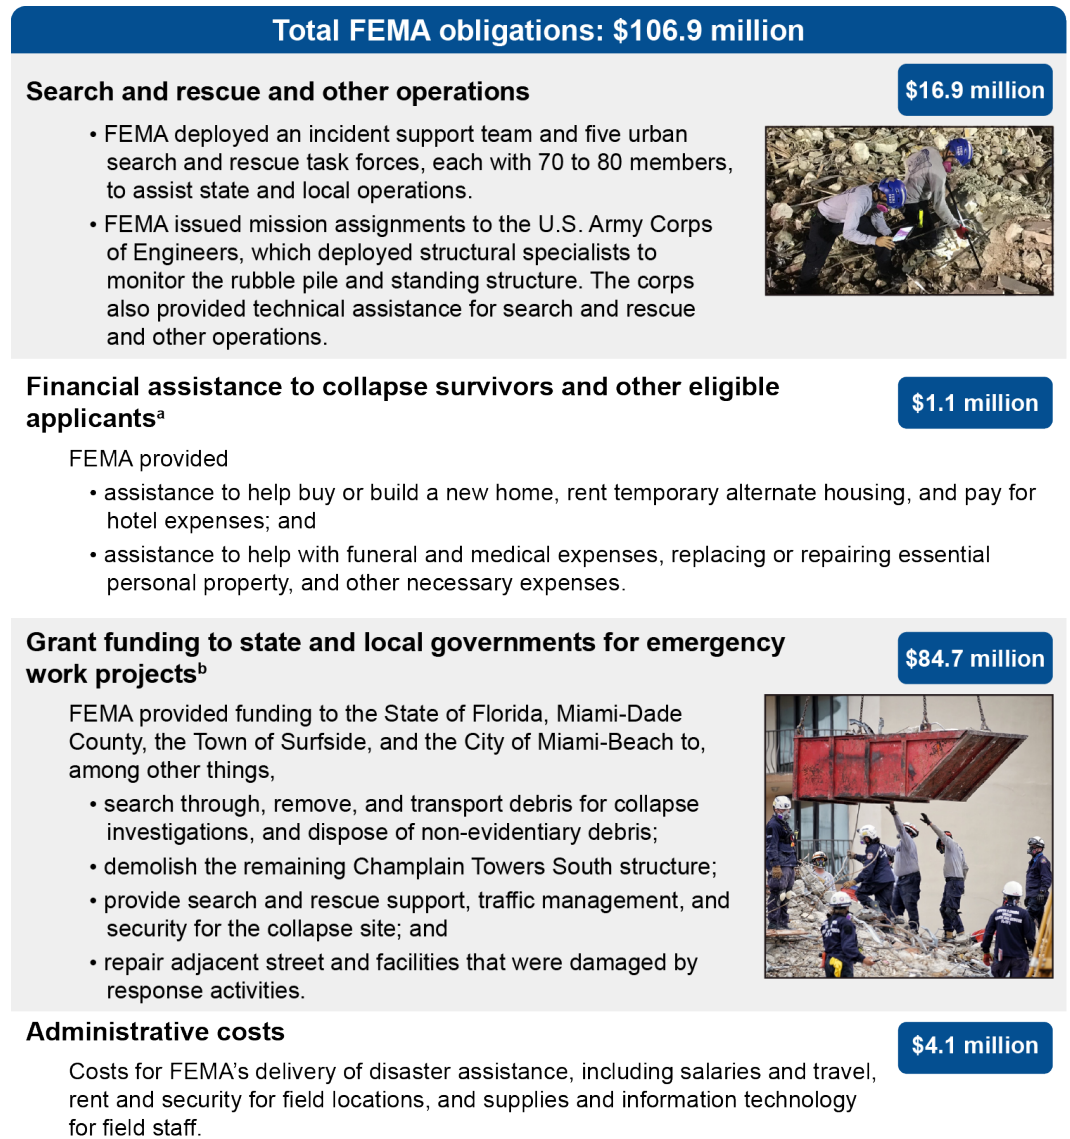 Total FEMA obligations: $106.9 million
Search and rescue and other operations
$16.9 million
• FEMA deployed an incident support team and five urban
search and rescue task forces, each with 70 to 80 members,
to assist state and local operations.
• FEMA issued mission assignments to the U.S. Army Corps
of Engineers, which deployed structural specialists to
monitor the rubble pile and standing structure. The corps
also provided technical assistance for search and rescue
and other operations.
Financial assistance to collapse survivors and other eligible
applicantsᵃ
$1.1 million
FEMA provided
• assistance to help buy or build a new home, rent temporary alternate housing, and pay for
hotel expenses; and
• assistance to help with funeral and medical expenses, replacing or repairing essential
personal property, and other necessary expenses.
Grant funding to state and local governments for emergency
work projectsᵇ
$84.7 million
FEMA provided funding to the State of Florida, Miami-Dade
County, the Town of Surfside, and the City of Miami-Beach to,
among other things,
• search through, remove, and transport debris for collapse
investigations, and dispose of non-evidentiary debris;
• demolish the remaining Champlain Towers South structure;
• provide search and rescue support, traffic management, and
security for the collapse site; and
• repair adjacent street and facilities that were damaged by
response activities.
Administrative costs
$4.1 million
Costs for FEMA’s delivery of disaster assistance, including salaries and travel,
rent and security for field locations, and supplies and information technology
for field staff.